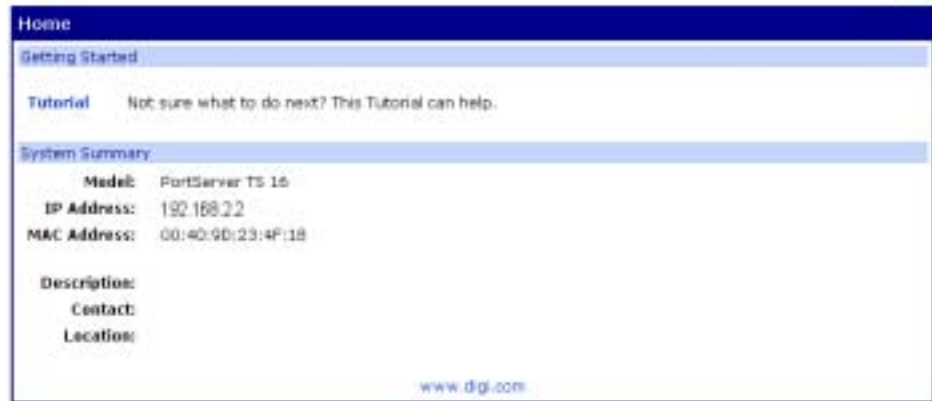 Home
Getting Started
Tutorial Not sure what to do next? This Tutorial can help.
System Summary
Model: PortServer TS 16
IP Address: 192.168.2.2
MAC Address: 00:40:9D:23:4F:18
Description:
Contact:
Location:
www.digi.com